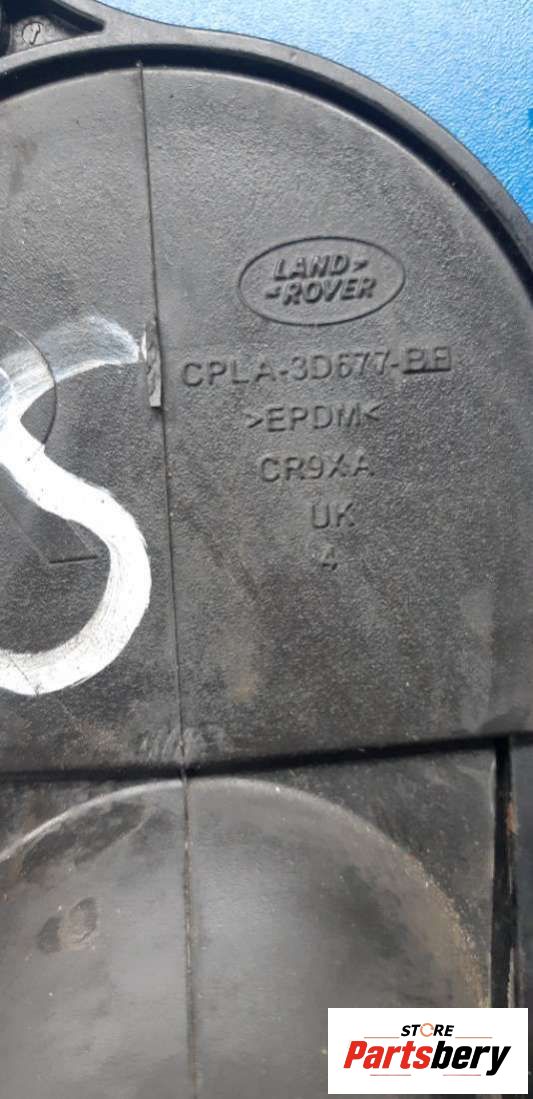 LAND
ROVER
CPLA-3D677-BB
>EPDM<
CR9XA
UK
4
S
STORE
Partsbery